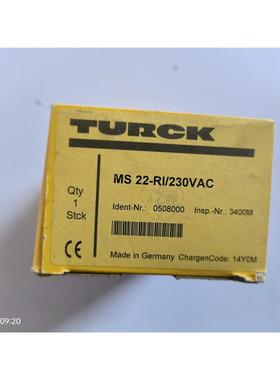 TURCK
MS 22-RI/230VAC
Qty
1
Stck
Ident-Nr.: 0508000 Insp.-Nr.: 3400M
CE
Made in Germany ChargenCode: 14Y0M
09:20